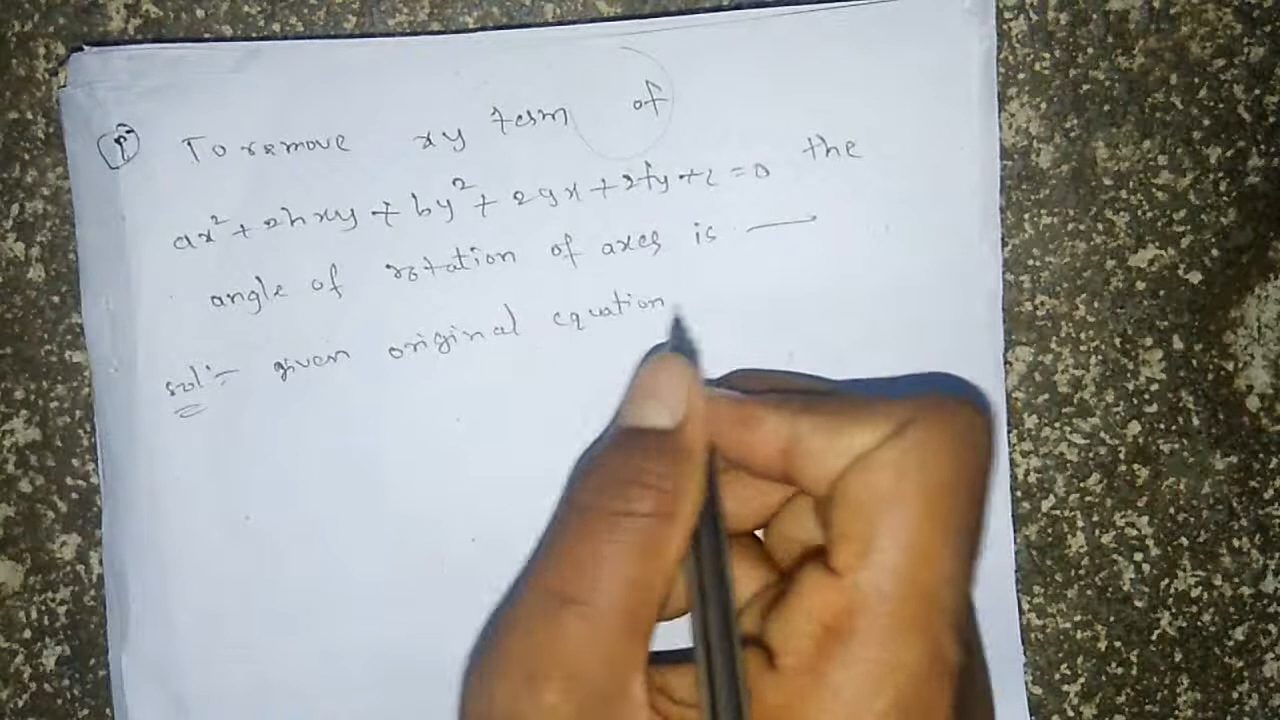 P To remove xy term of
ax² + 2hxy + by² + 2gx + 2fy + c = 0 the
angle of rotation of axes is —
sol:- given original equation